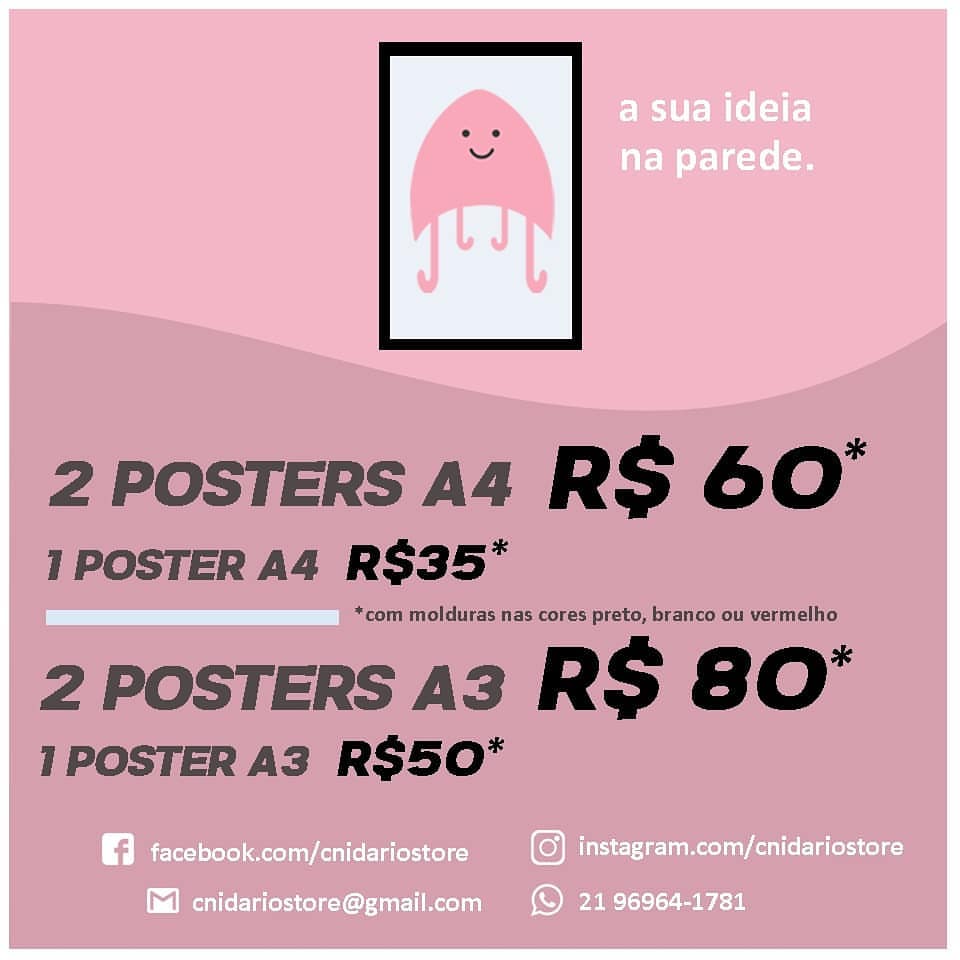 a sua ideia
na parede.
2 POSTERS A4 R$ 60*
1 POSTER A4 R$35*
*com molduras nas cores preto, branco ou vermelho
2 POSTERS A3 R$ 80*
1 POSTER A3 R$50*
facebook.com/cnidariostore
instagram.com/cnidariostore
cnidariostore@gmail.com
21 96964-1781